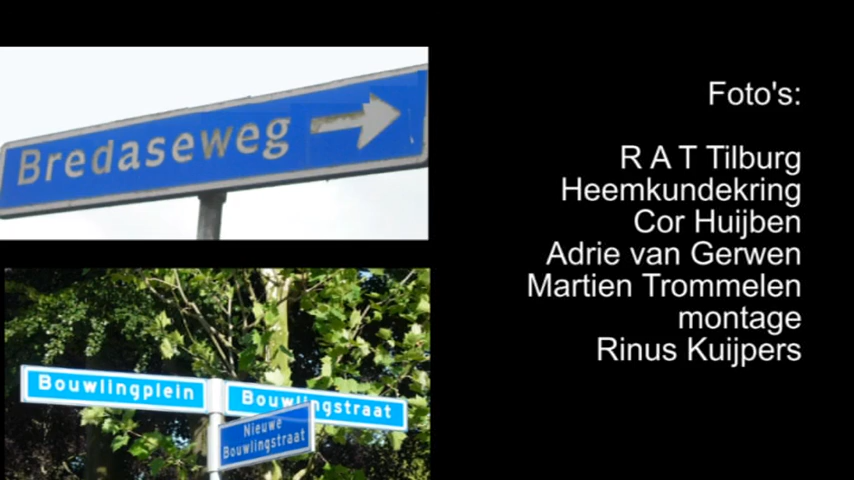 Bredaseweg
Bouwlingplein
Bouwlingstraat
Nieuwe
Bouwlingstraat
Foto's:
R A T Tilburg
Heemkundekring
Cor Huijben
Adrie van Gerwen
Martien Trommelen
montage
Rinus Kuijpers